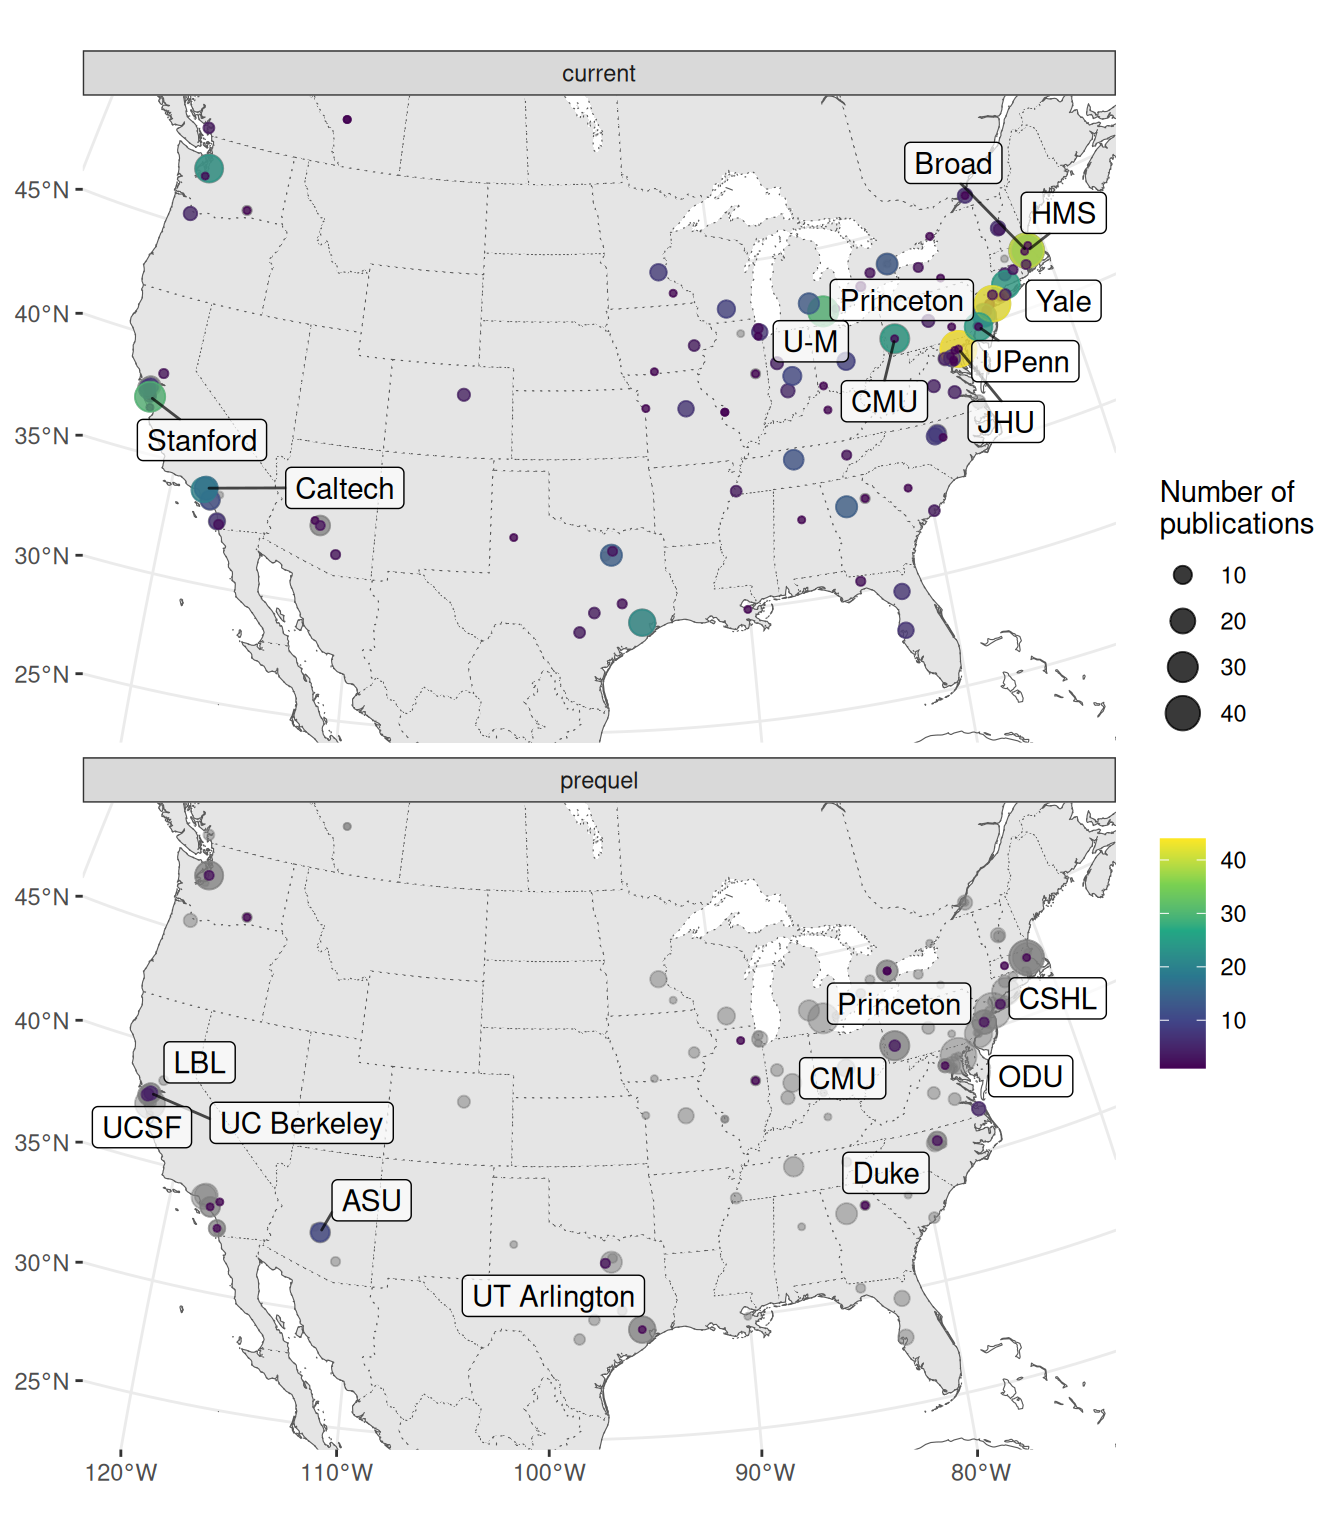 current
45°N
40°N
35°N
30°N
25°N
Broad
HMS
Princeton
Yale
U-M
UPenn
CMU
JHU
Stanford
Caltech
Number of
publications
10
20
30
40
prequel
45°N
40°N
35°N
30°N
25°N
Princeton
CSHL
LBL
CMU
ODU
UCSF
UC Berkeley
Duke
ASU
UT Arlington
40
30
20
10
120°W
110°W
100°W
90°W
80°W